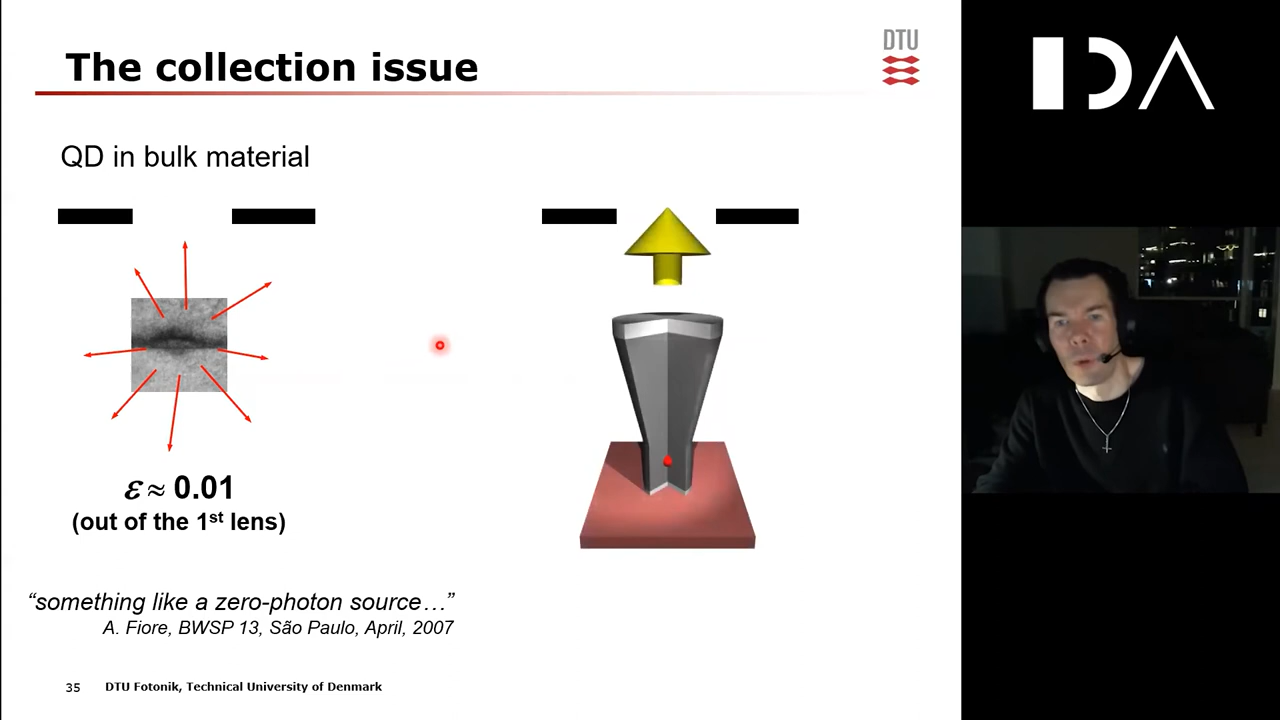 The collection issue
DTU
IDA
QD in bulk material
ε ≈ 0.01
(out of the 1st lens)
“something like a zero-photon source…”
A. Fiore, BWSP 13, São Paulo, April, 2007
35 DTU Fotonik, Technical University of Denmark